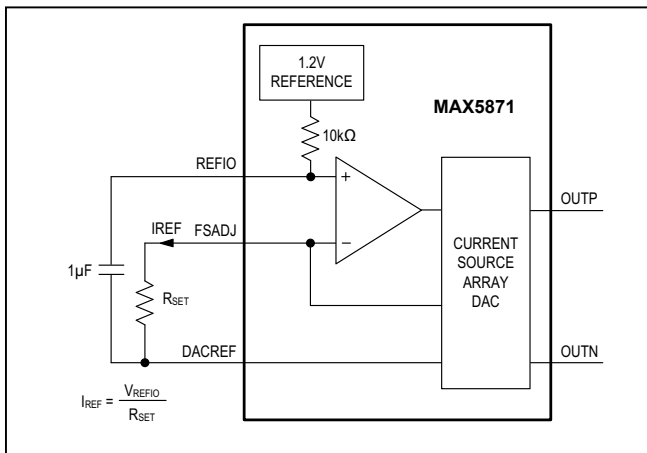 1.2V
REFERENCE
MAX5871
10kΩ
REFIO
+
IREF
FSADJ
−
OUTP
1µF
RSET
CURRENT
SOURCE
ARRAY
DAC
DACREF
OUTN
IREF = VREFIO
RSET